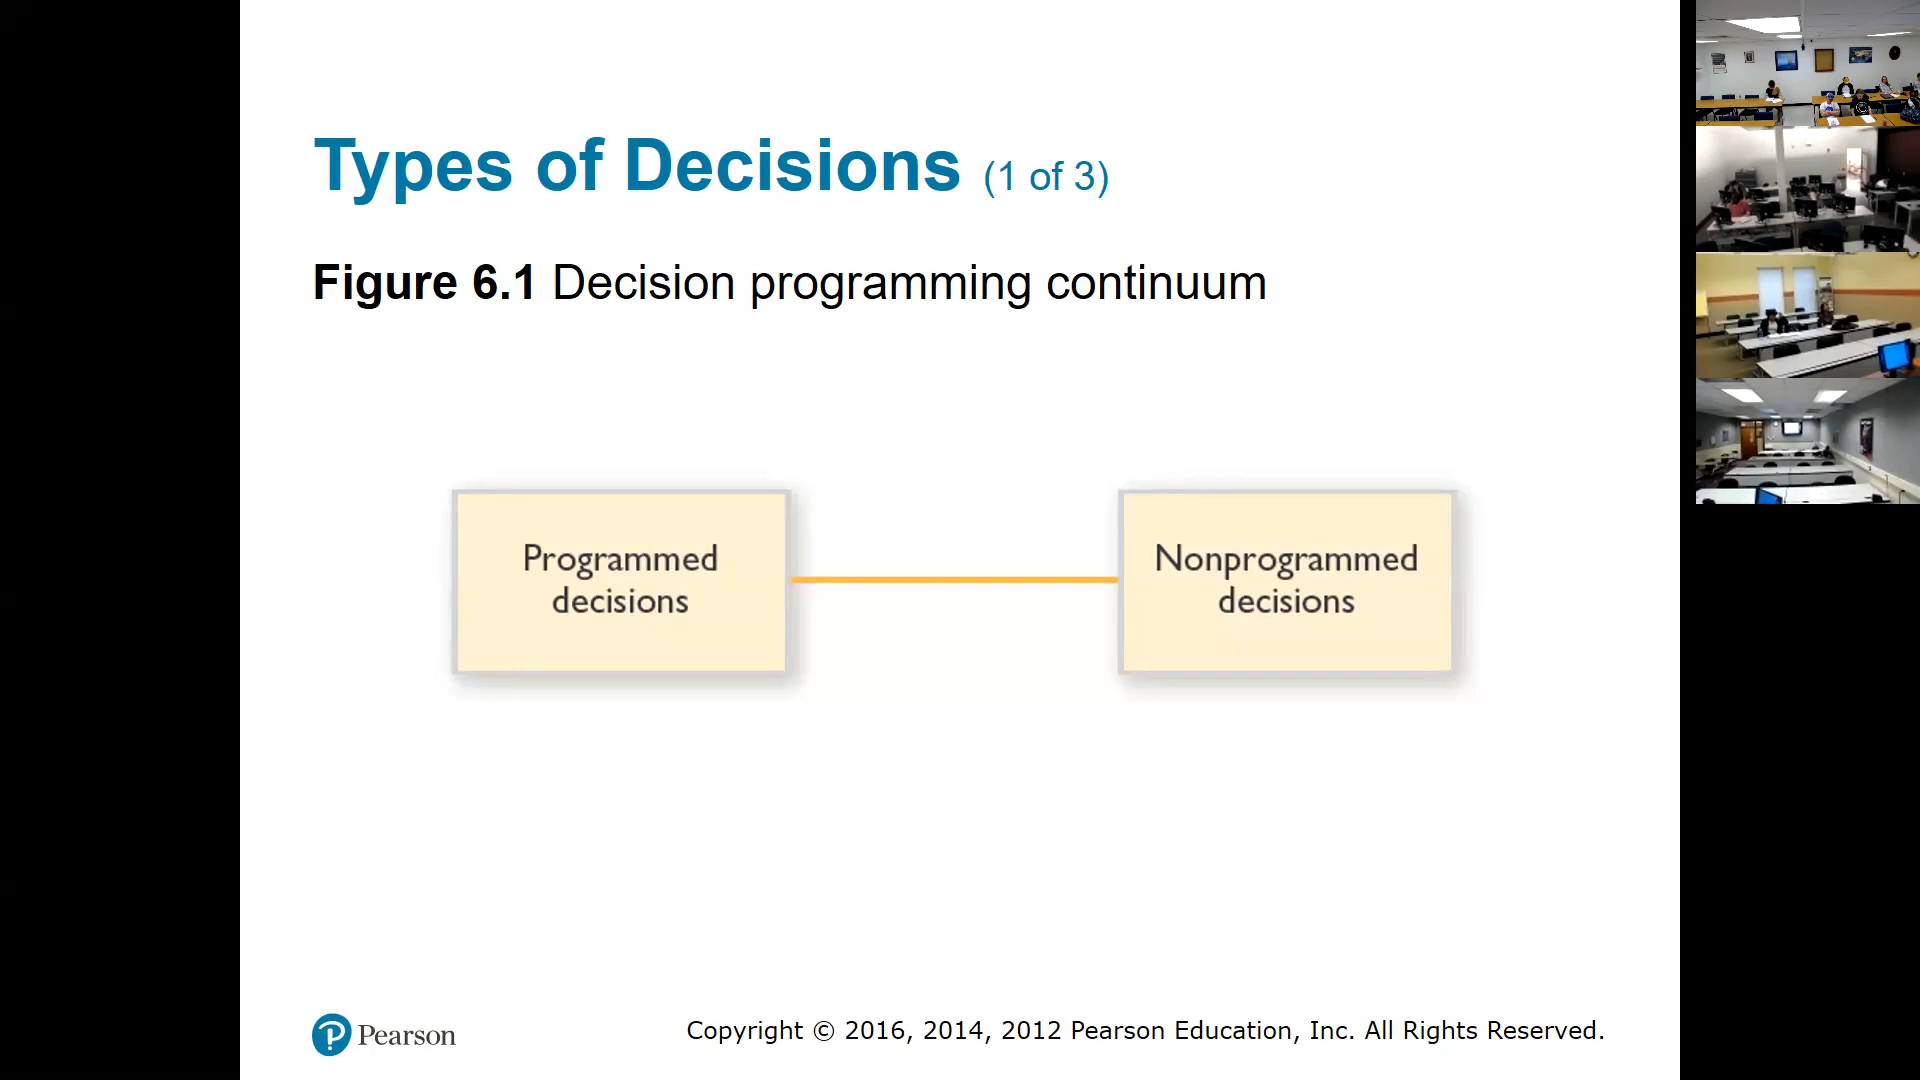 Types of Decisions (1 of 3)
Figure 6.1 Decision programming continuum
Programmed
decisions
Nonprogrammed
decisions
Pearson
Copyright © 2016, 2014, 2012 Pearson Education, Inc. All Rights Reserved.